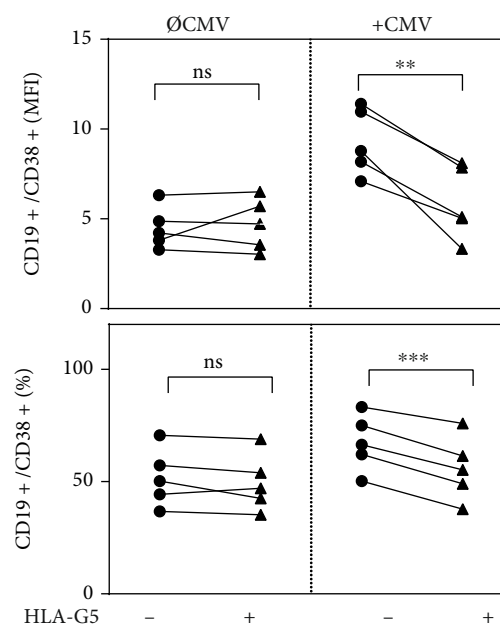 ØCMV +CMV
15
10
5
0
CD19 + /CD38 + (MFI)
ns
**
100
50
0
CD19 + /CD38 + (%)
ns
***
HLA-G5 – + – +